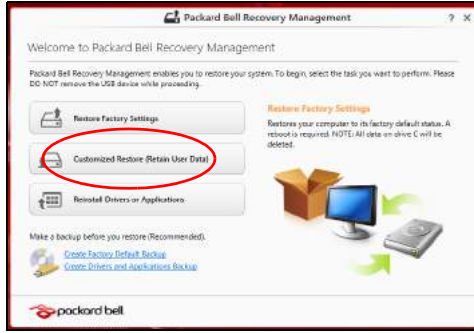 Packard Bell Recovery Management
? X
Welcome to Packard Bell Recovery Management
Packard Bell Recovery Management enables you to restore your system. To begin, select the task you want to perform. Please
DO NOT remove the USB device while proceeding.
Restore Factory Settings
Customized Restore (Retain User Data)
Reinstall Drivers or Applications
Restore Factory Settings
Restores your computer to its factory default status. A
reboot is required. NOTE: All data on drive C will be
deleted.
Make a backup before you restore (Recommended).
Create Factory Default Backup
Create Drivers and Applications Backup
packard bell